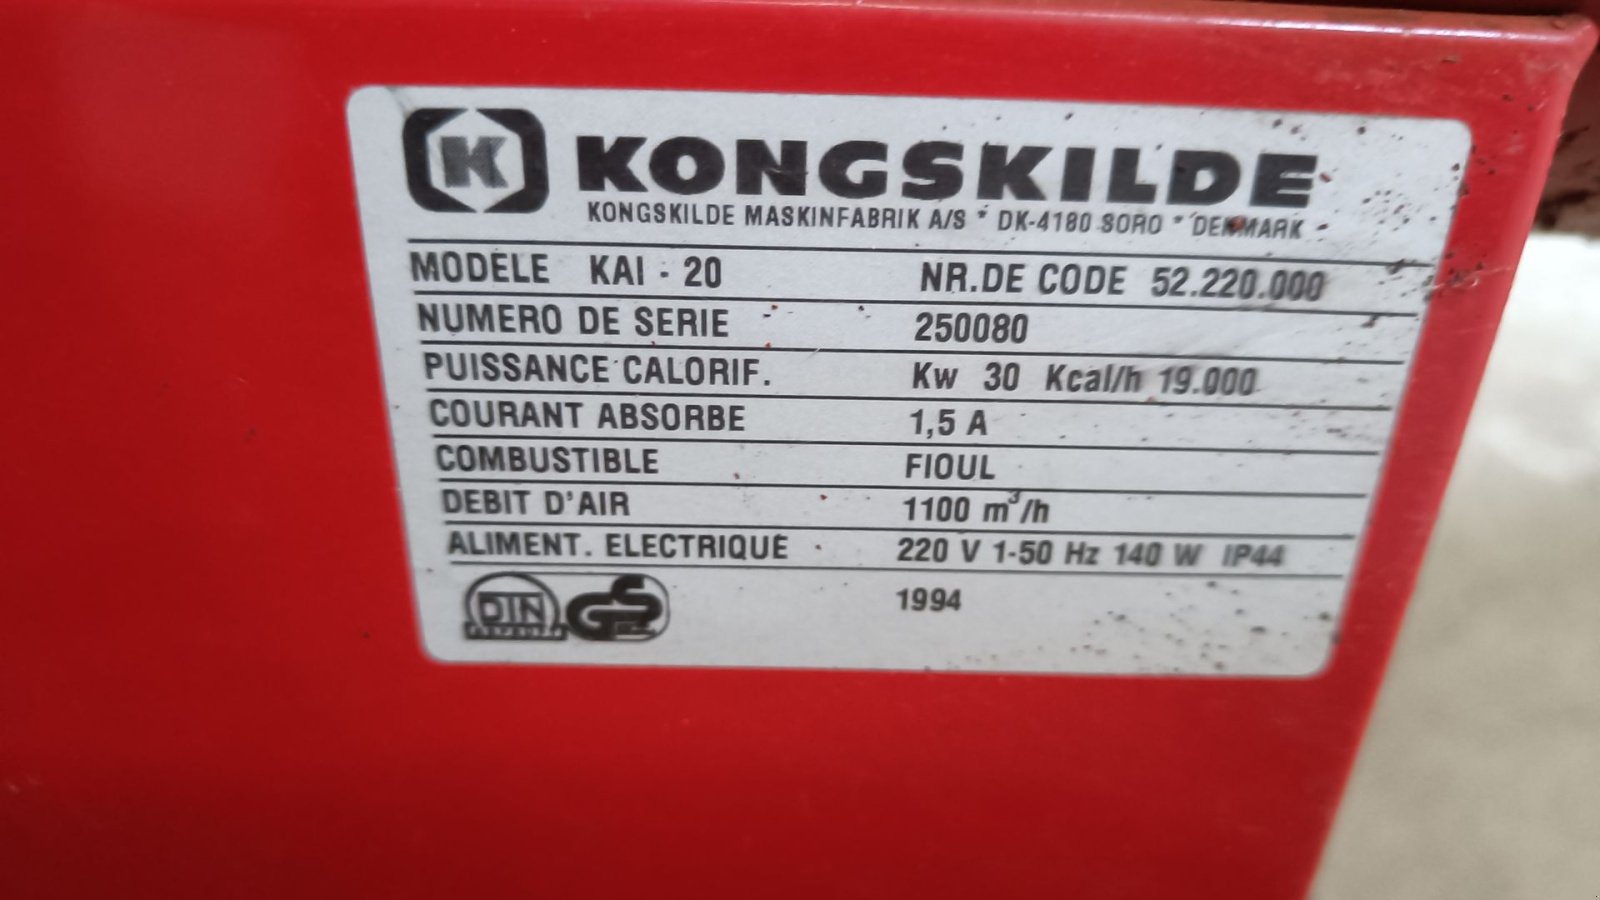 K KONGSKILDE
KONGSKILDE MASKINFABRIK A/S * DK-4180 SORO * DENMARK
MODELE KAI - 20 NR.DE CODE 52.220.000
NUMERO DE SERIE 250080
PUISSANCE CALORIF. Kw 30 Kcal/h 19.000
COURANT ABSORBE 1,5 A
COMBUSTIBLE FIOUL
DEBIT D'AIR 1100 m³/h
ALIMENT. ELECTRIQUE 220 V 1-50 Hz 140 W IP44
DIN GS 1994